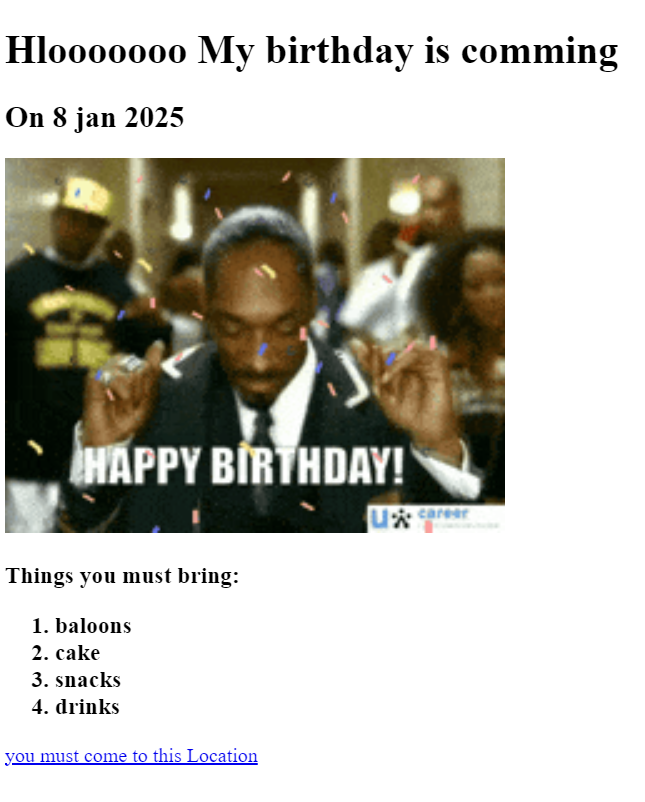 Hlooooooo My birthday is comming
On 8 jan 2025
HAPPY BIRTHDAY!
career
Things you must bring:
1. baloons
2. cake
3. snacks
4. drinks
you must come to this Location